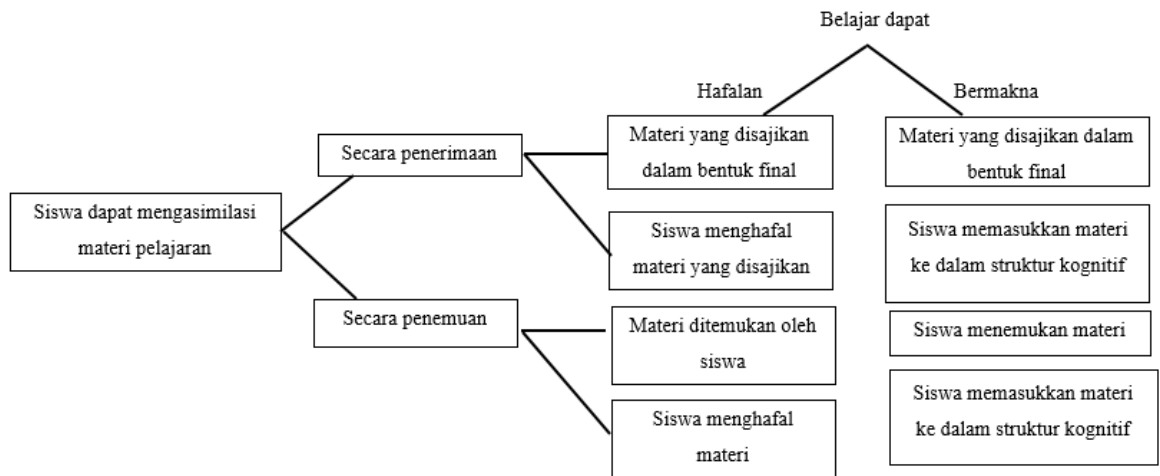 Belajar dapat
Hafalan
Bermakna
Siswa dapat mengasimilasi
materi pelajaran
Secara penerimaan
Materi yang disajikan
dalam bentuk final
Materi yang disajikan dalam
bentuk final
Siswa menghafal
materi yang disajikan
Siswa memasukkan materi
ke dalam struktur kognitif
Secara penemuan
Materi ditemukan oleh
siswa
Siswa menemukan materi
Siswa menghafal
materi
Siswa memasukkan materi
ke dalam struktur kognitif